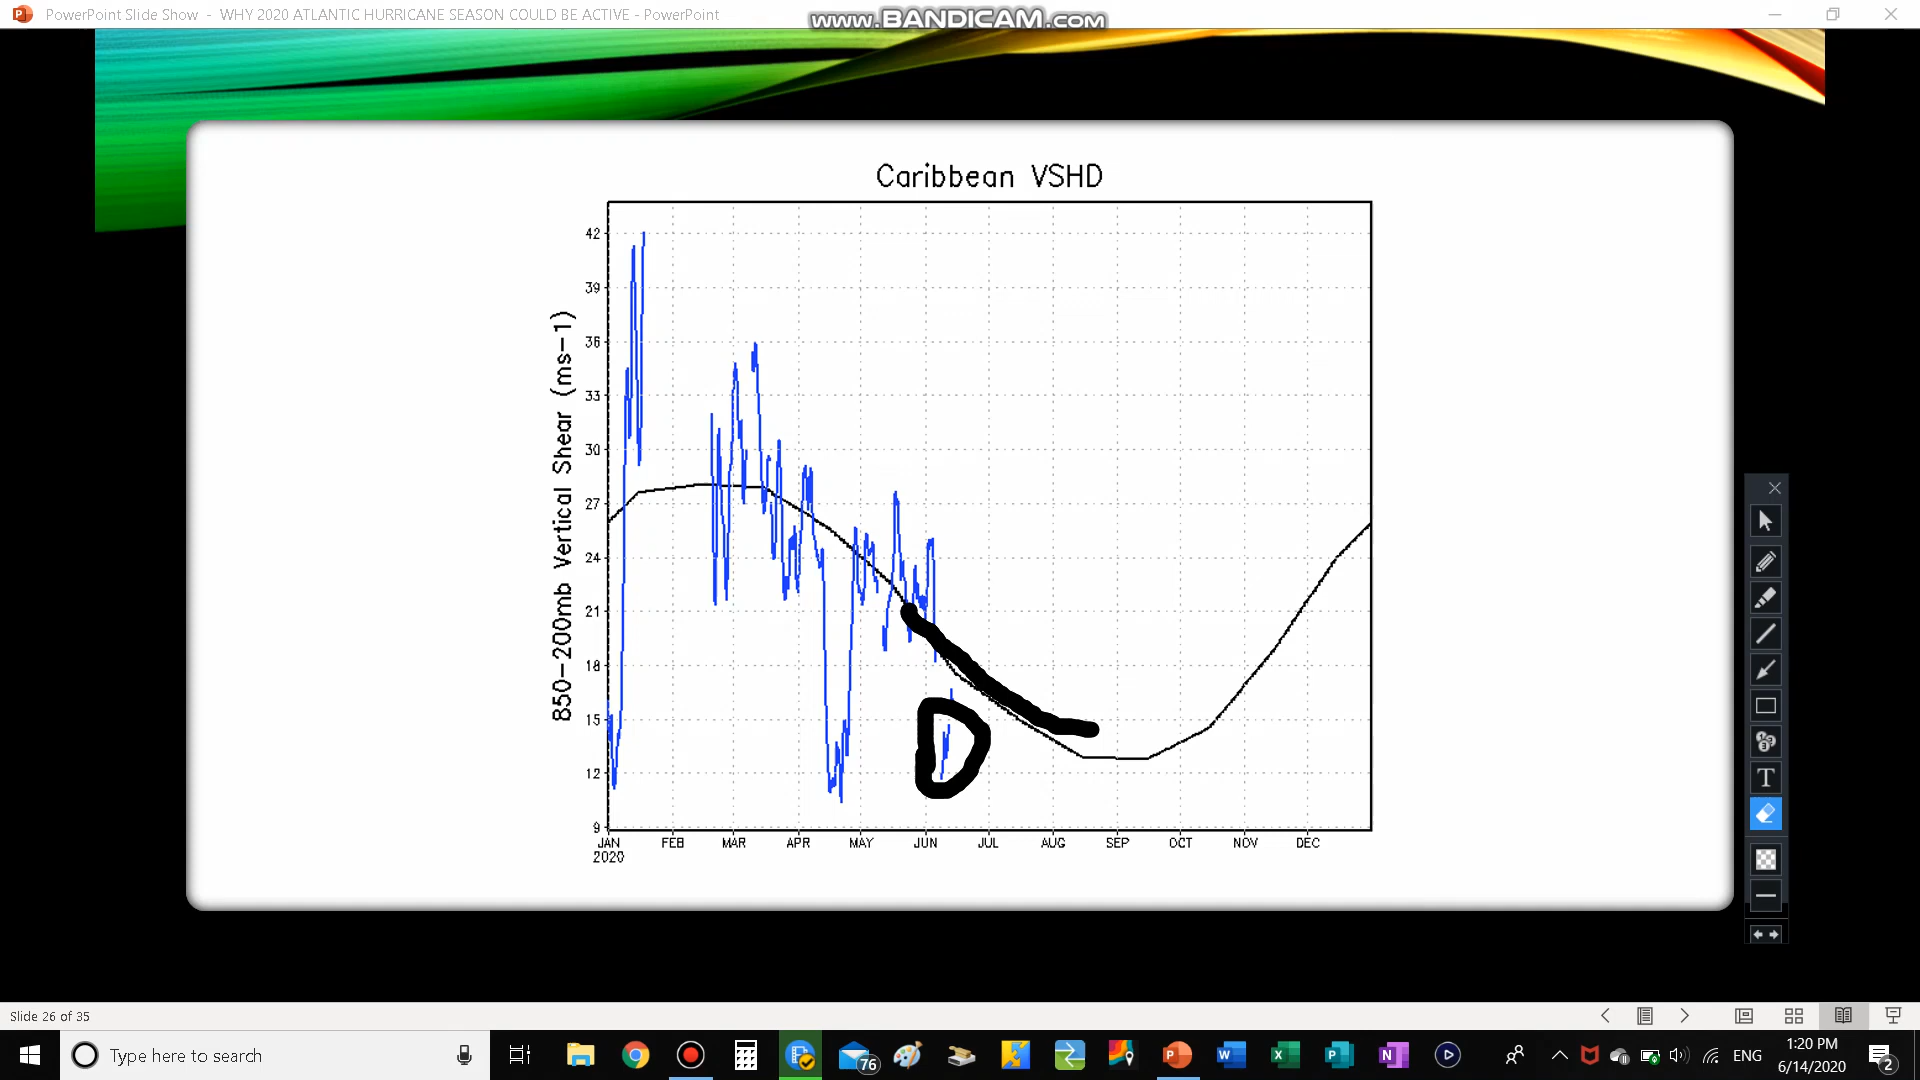 PowerPoint Slide Show - WHY 2020 ATLANTIC HURRICANE SEASON COULD BE ACTIVE - PowerPoint
www.BANDICAM.com
Caribbean VSHD
850-200mb Vertical Shear (ms-1)
42
39
36
33
30
27
24
21
18
15
12
9
JAN FEB MAR APR MAY JUN JUL AUG SEP OCT NOV DEC
2020
T
Slide 26 of 35
Type here to search
76
ENG
1:20 PM
6/14/2020
2